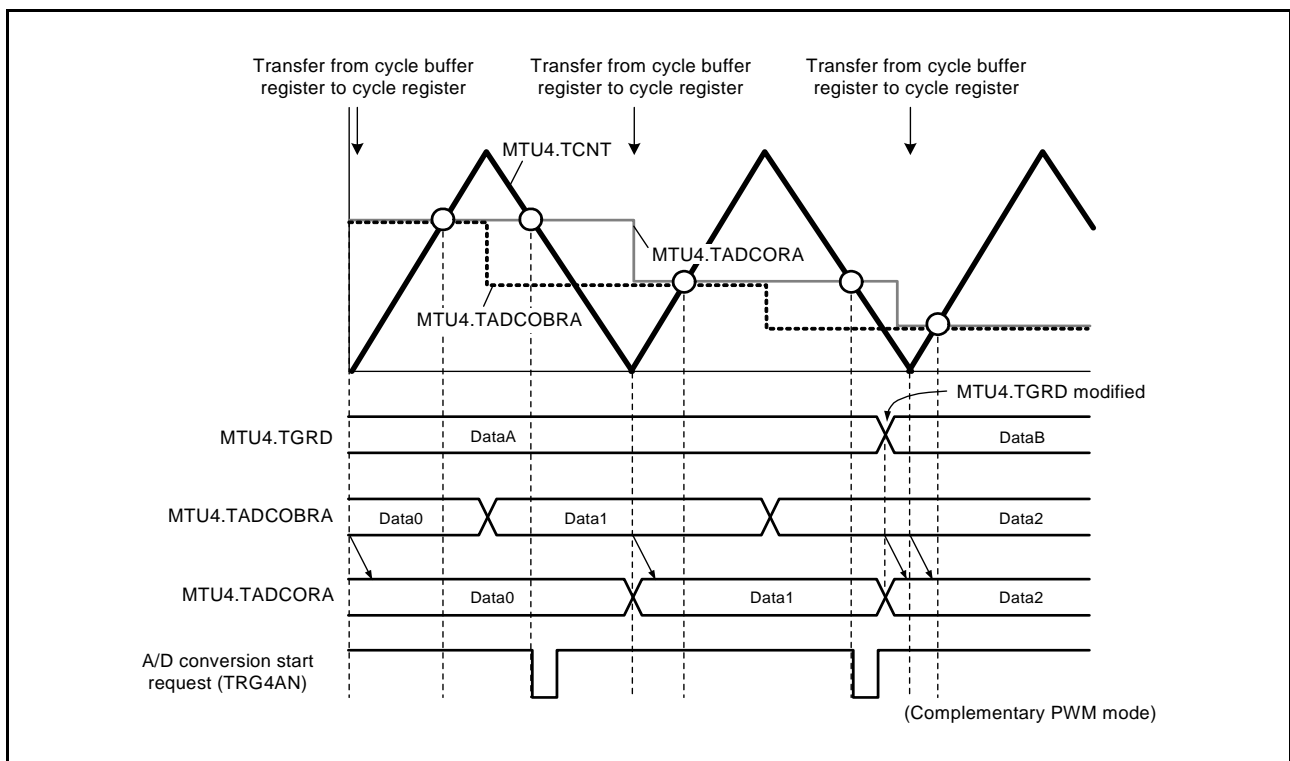 Transfer from cycle buffer
register to cycle register
Transfer from cycle buffer
register to cycle register
Transfer from cycle buffer
register to cycle register
MTU4.TCNT
MTU4.TADCORA
MTU4.TADCOBRA
MTU4.TGRD modified
MTU4.TGRD
DataA
DataB
MTU4.TADCOBRA
Data0
Data1
Data2
MTU4.TADCORA
Data0
Data1
Data2
A/D conversion start
request (TRG4AN)
(Complementary PWM mode)